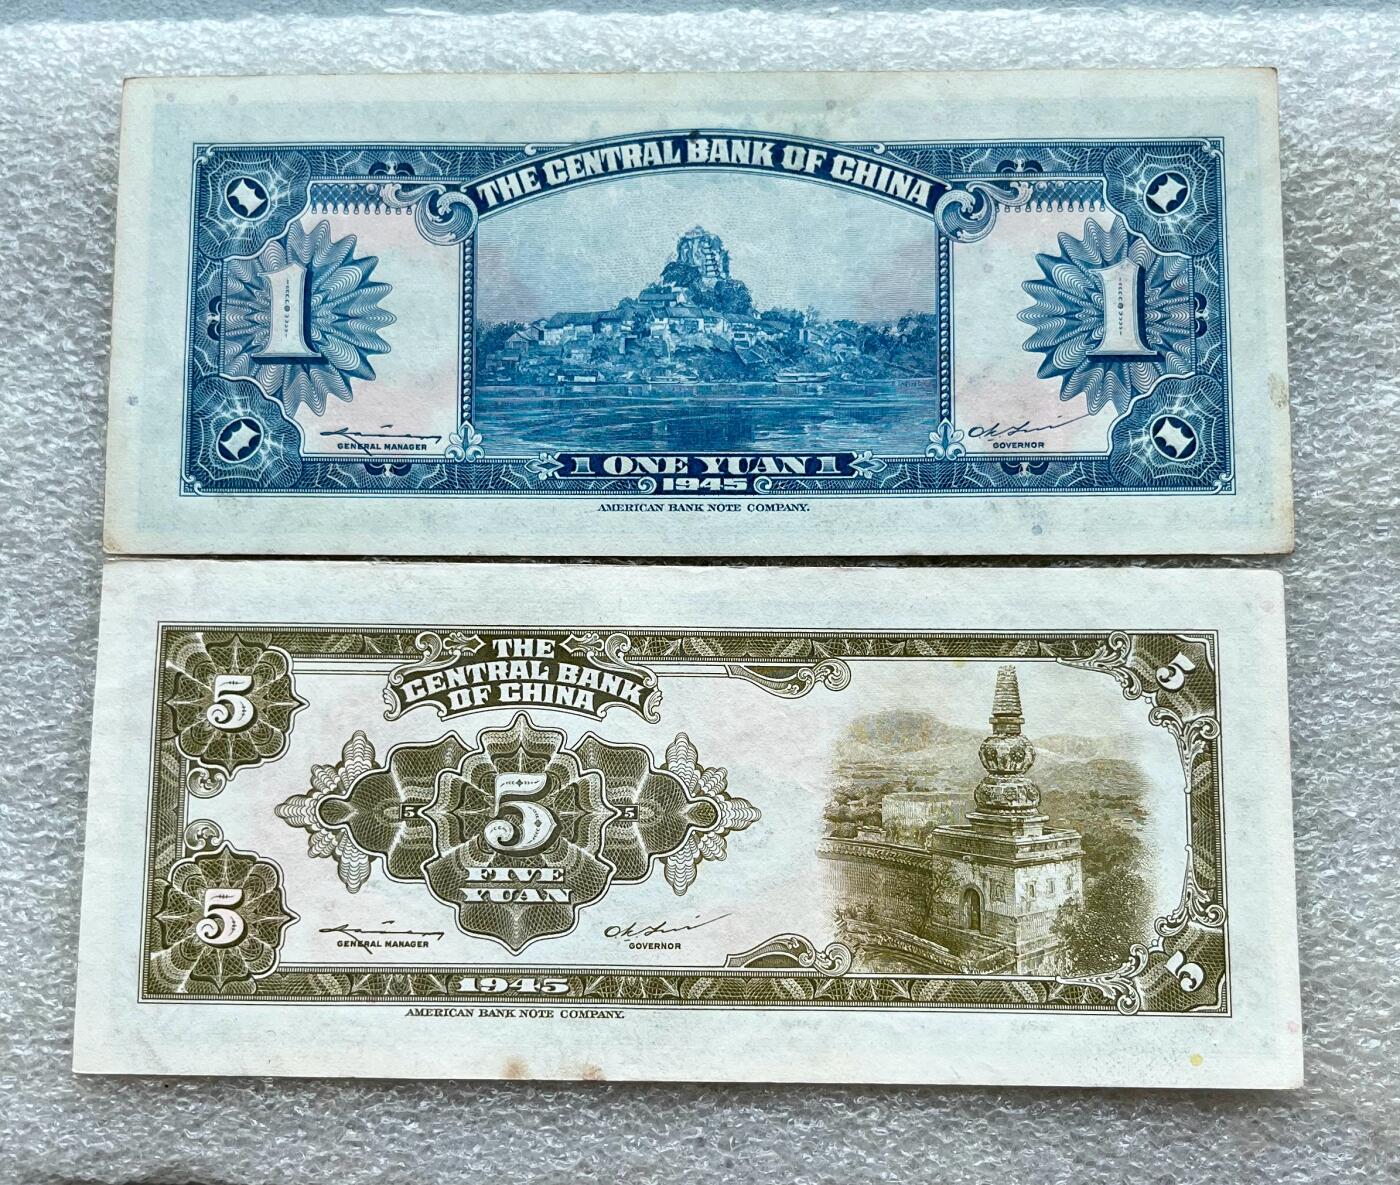 THE CENTRAL BANK OF CHINA
1 1
GENERAL MANAGER
GOVERNOR
1 ONE YUAN 1
1945
AMERICAN BANK NOTE COMPANY.
THE
CENTRAL BANK
OF CHINA
5 5
5 5 5
FIVE
YUAN
5 5
GENERAL MANAGER
GOVERNOR
1945
AMERICAN BANK NOTE COMPANY.